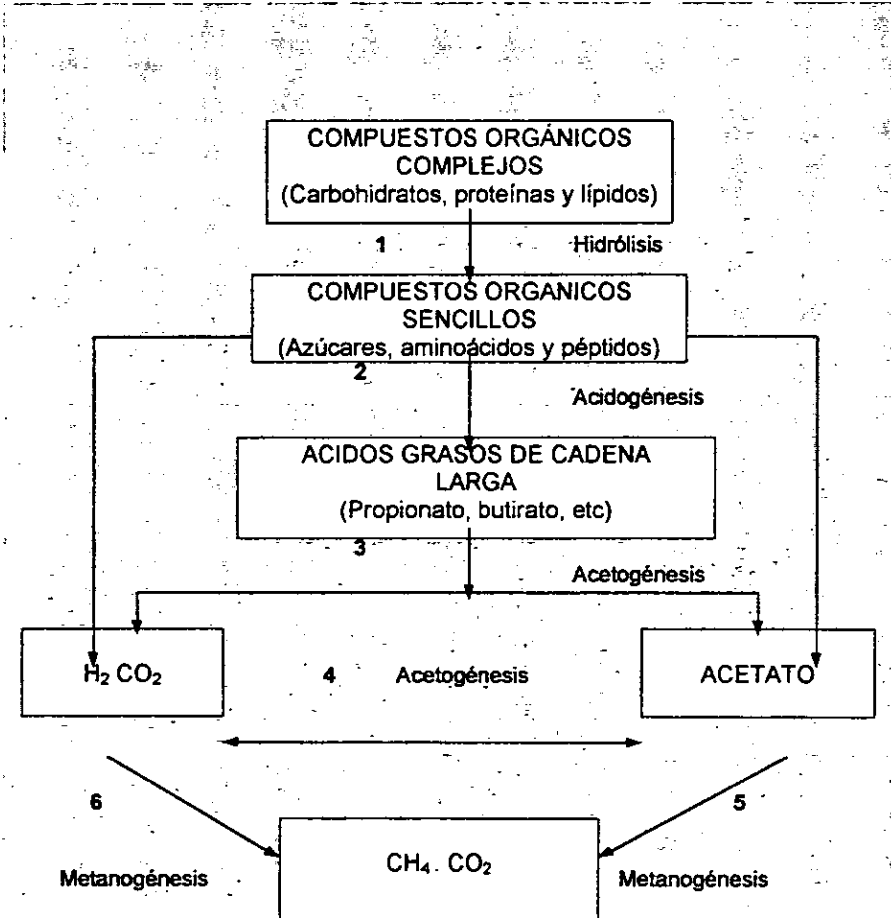 COMPUESTOS ORGÁNICOS
COMPLEJOS
(Carbohidratos, proteínas y lípidos)
1 Hidrólisis
COMPUESTOS ORGANICOS
SENCILLOS
(Azúcares, aminoácidos y péptidos)
2
Acidogénesis
ACIDOS GRASOS DE CADENA
LARGA
(Propionato, butirato, etc)
3
Acetogénesis
H₂ CO₂
4 Acetogénesis
ACETATO
6
5
CH₄. CO₂
Metanogénesis
Metanogénesis